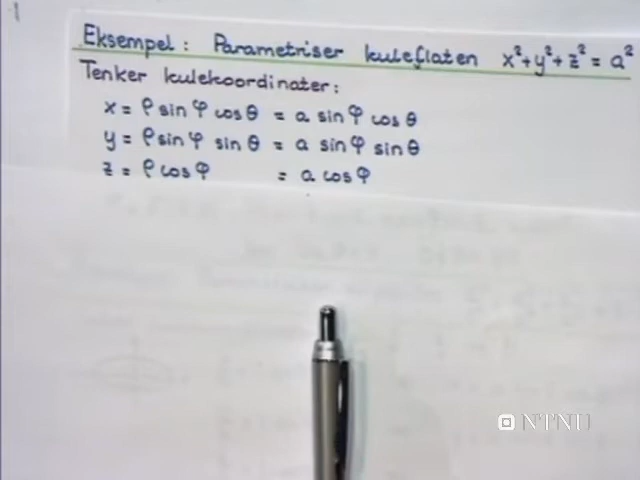 Eksempel: Parametriser kuleflaten x²+y²+z² = a²
Tenker kulekoordinater:
x = ρ sin φ cos θ = a sin φ cos θ
y = ρ sin φ sin θ = a sin φ sin θ
z = ρ cos φ = a cos φ
NTNU